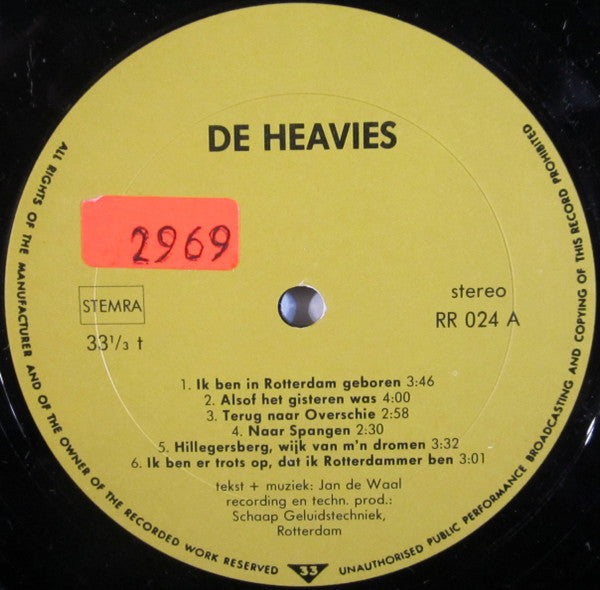 DE HEAVIES
2969
STEMRA
33 1/3 t
stereo
RR 024 A
1. Ik ben in Rotterdam geboren 3:46
2. Alsof het gisteren was 4:00
3. Terug naar Overschie 2:58
4. Naar Spangen 2:30
5. Hillegersberg, wijk van m'n dromen 3:32
6. Ik ben er trots op, dat ik Rotterdammer ben 3:01
tekst + muziek: Jan de Waal
recording en techn. prod.:
Schaap Geluidstechniek,
Rotterdam
ALL RIGHTS OF THE MANUFACTURER AND OF THE OWNER OF THE RECORDED WORK RESERVED
33
UNAUTHORISED PUBLIC PERFORMANCE BROADCASTING AND COPYING OF THIS RECORD PROHIBITED